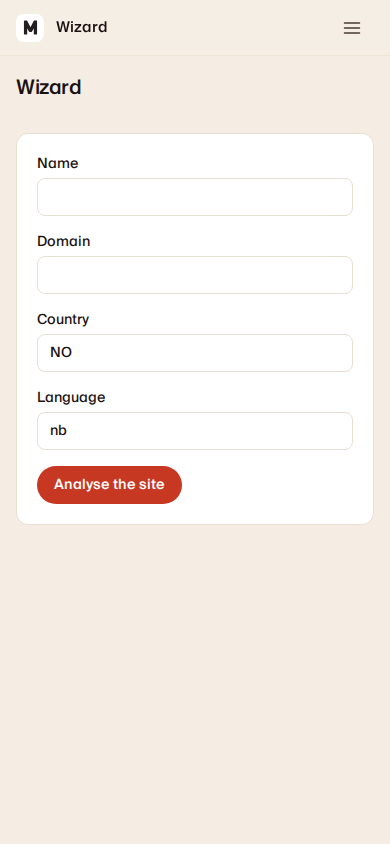 M Wizard
Wizard
Name
Domain
Country
NO
Language
nb
Analyse the site